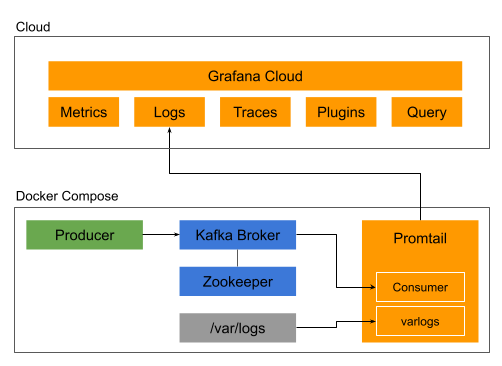 Cloud
Grafana Cloud
Metrics
Logs
Traces
Plugins
Query
Docker Compose
Producer
Kafka Broker
Promtail
Zookeeper
Consumer
/var/logs
varlogs